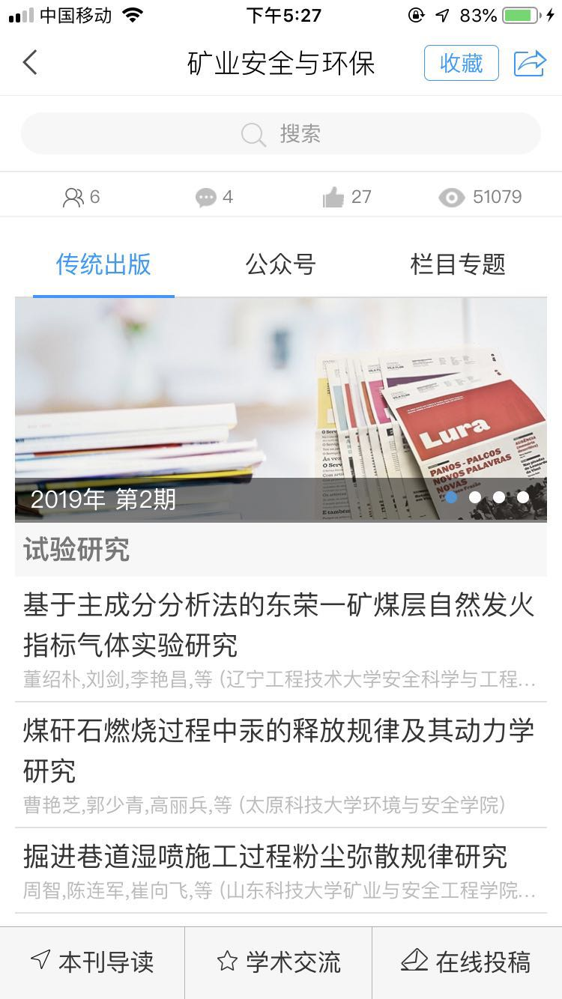 中国移动
下午5:27
83%
矿业安全与环保
收藏
搜索
6
4
27
51079
传统出版
公众号
栏目专题
Lura
PANOS - PALCOS
NOVOS PALAVRAS
2019年 第2期
试验研究
基于主成分分析法的东荣一矿煤层自然发火
指标气体实验研究
董绍朴,刘剑,李艳昌,等 (辽宁工程技术大学安全科学与工程...
煤矸石燃烧过程中汞的释放规律及其动力学
研究
曹艳芝,郭少青,高丽兵,等 (太原科技大学环境与安全学院)
掘进巷道湿喷施工过程粉尘弥散规律研究
周智,陈连军,崔向飞,等 (山东科技大学矿业与安全工程学院...
本刊导读
学术交流
在线投稿